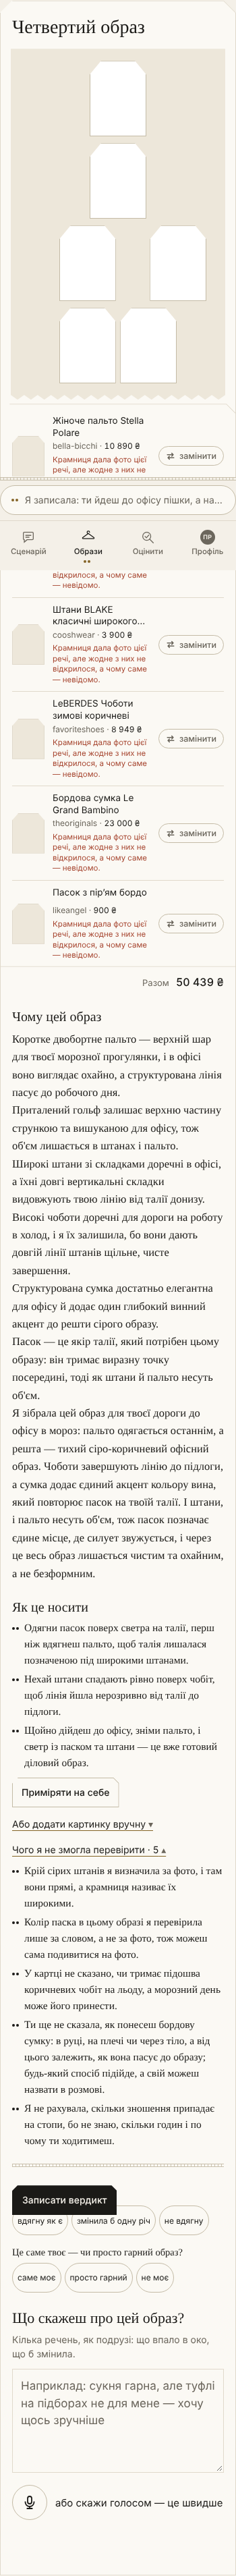 Четвертий образ
Жіноче пальто Stella
Polare
bella-bicchi · 10 890 ₴
Крамниця дала фото цієї
речі, але жодне з них не
замінити
Я записала: ти йдеш до офісу пішки, а на...
Сценарій
Образи
Оцінити
ПР
Профіль
відкрилося, а чому саме
— невідомо.
Штани BLAKE
класичні широкого...
cooshwear · 3 900 ₴
Крамниця дала фото цієї
речі, але жодне з них не
відкрилося, а чому саме
— невідомо.
замінити
LeBERDES Чоботи
зимові коричневі
favoriteshoes · 8 949 ₴
Крамниця дала фото цієї
речі, але жодне з них не
відкрилося, а чому саме
— невідомо.
замінити
Бордова сумка Le
Grand Bambino
theoriginals · 23 000 ₴
Крамниця дала фото цієї
речі, але жодне з них не
відкрилося, а чому саме
— невідомо.
замінити
Пасок з пір’ям бордо
likeangel · 900 ₴
Крамниця дала фото цієї
речі, але жодне з них не
відкрилося, а чому саме
— невідомо.
замінити
Разом 50 439 ₴
Чому цей образ
Коротке двобортне пальто — верхній шар
для твоєї морозної прогулянки, і в офісі
воно виглядає охайно, а структурована лінія
пасує до робочого дня.
Приталений гольф залишає верхню частину
стрункою та вишуканою для офісу, тож
об'єм лишається в штанах і пальто.
Широкі штани зі складками доречні в офісі,
а їхні довгі вертикальні складки
видовжують твою лінію від талії донизу.
Високі чоботи доречні для дороги на роботу
в холод, і я їх залишила, бо вони дають
довгій лінії штанів щільне, чисте
завершення.
Структурована сумка достатньо елегантна
для офісу й додає один глибокий винний
акцент до решти сірого образу.
Пасок — це якір талії, який потрібен цьому
образу: він тримає виразну точку
посередині, тоді як штани й пальто несуть
об'єм.
Я зібрала цей образ для твоєї дороги до
офісу в мороз: пальто одягається останнім, а
решта — тихий сіро-коричневий офісний
образ. Чоботи завершують лінію до підлоги,
а сумка додає єдиний акцент кольору вина,
який повторює пасок на твоїй талії. І штани,
і пальто несуть об'єм, тож пасок позначає
єдине місце, де силует звужується, і через
це весь образ лишається чистим та охайним,
а не безформним.
Як це носити
Одягни пасок поверх светра на талії, перш
ніж вдягнеш пальто, щоб талія лишалася
позначеною під широкими штанами.
Нехай штани спадають рівно поверх чобіт,
щоб лінія йшла нерозривно від талії до
підлоги.
Щойно дійдеш до офісу, зніми пальто, і
светр із паском та штани — це вже готовий
діловий образ.
Приміряти на себе
Або додати картинку вручну ▾
Чого я не змогла перевірити · 5 ▴
Крій сірих штанів я визначила за фото, і там
вони прямі, а крамниця називає їх
широкими.
Колір паска в цьому образі я перевірила
лише за словом, а не за фото, тож можеш
сама подивитися на фото.
У картці не сказано, чи тримає підошва
коричневих чобіт на льоду, а морозний день
може його принести.
Ти ще не сказала, як понесеш бордову
сумку: в руці, на плечі чи через тіло, а від
цього залежить, як вона пасує до образу;
будь-який спосіб підійде, а свій можеш
назвати в розмові.
Я не рахувала, скільки зношення припадає
на стопи, бо не знаю, скільки годин і по
чому ти ходитимеш.
Записати вердикт
вдягну як є
змінила б одну річ
не вдягну
Це саме твоє — чи просто гарний образ?
саме моє
просто гарний
не моє
Що скажеш про цей образ?
Кілька речень, як подрузі: що впало в око,
що б змінила.
Наприклад: сукня гарна, але туфлі
на підборах не для мене — хочу
щось зручніше
або скажи голосом — це швидше